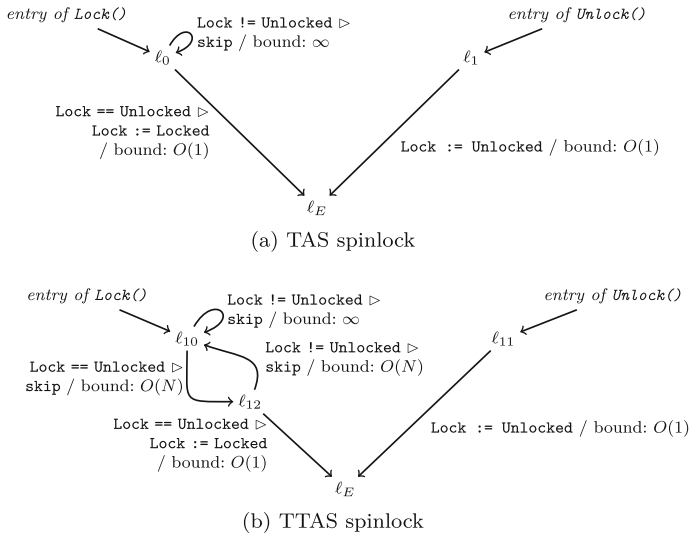 entry of Lock()
Lock != Unlocked ▷
skip / bound: ∞
entry of Unlock()
ℓ0
ℓ1
Lock == Unlocked ▷
Lock := Locked
/ bound: O(1)
Lock := Unlocked / bound: O(1)
ℓE
(a) TAS spinlock
entry of Lock()
Lock != Unlocked ▷
skip / bound: ∞
entry of Unlock()
ℓ10
ℓ11
Lock != Unlocked ▷
skip / bound: O(N)
Lock == Unlocked ▷
skip / bound: O(N)
ℓ12
Lock == Unlocked ▷
Lock := Locked
/ bound: O(1)
Lock := Unlocked / bound: O(1)
ℓE
(b) TTAS spinlock